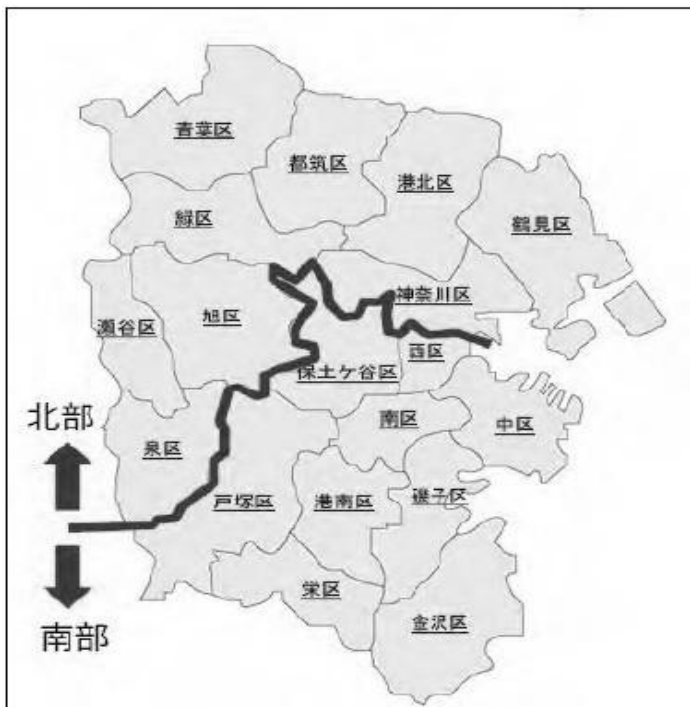 青葉区
都筑区
港北区
緑区
鶴見区
神奈川区
瀬谷区
旭区
西区
保土ケ谷区
南区
中区
北部
泉区
戸塚区
港南区
磯子区
栄区
南部
金沢区